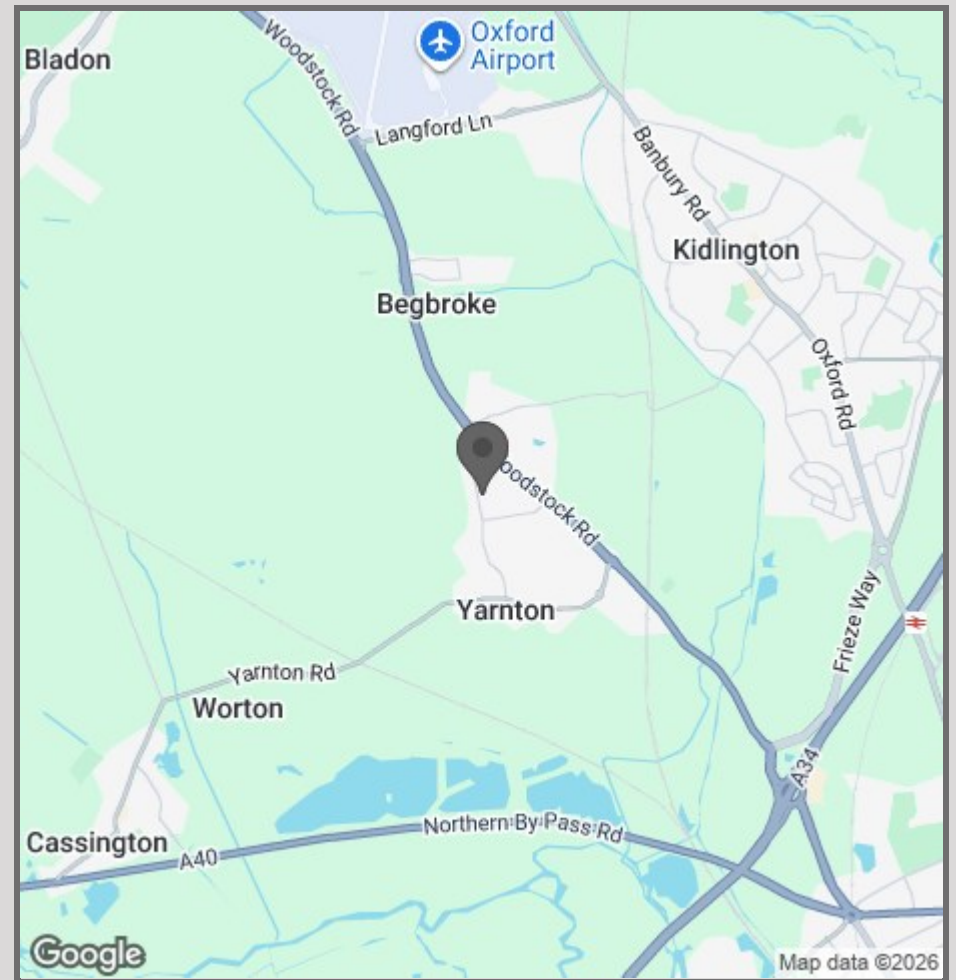 Bladon
Woodstock Rd
Oxford
Airport
Langford Ln
Banbury Rd
Kidlington
Begbroke
Oxford Rd
oodstock Rd
Yarnton
Frieze Way
Yarnton Rd
Worton
A34
Northern By Pass Rd
Cassington
A40
Google
Map data ©2026